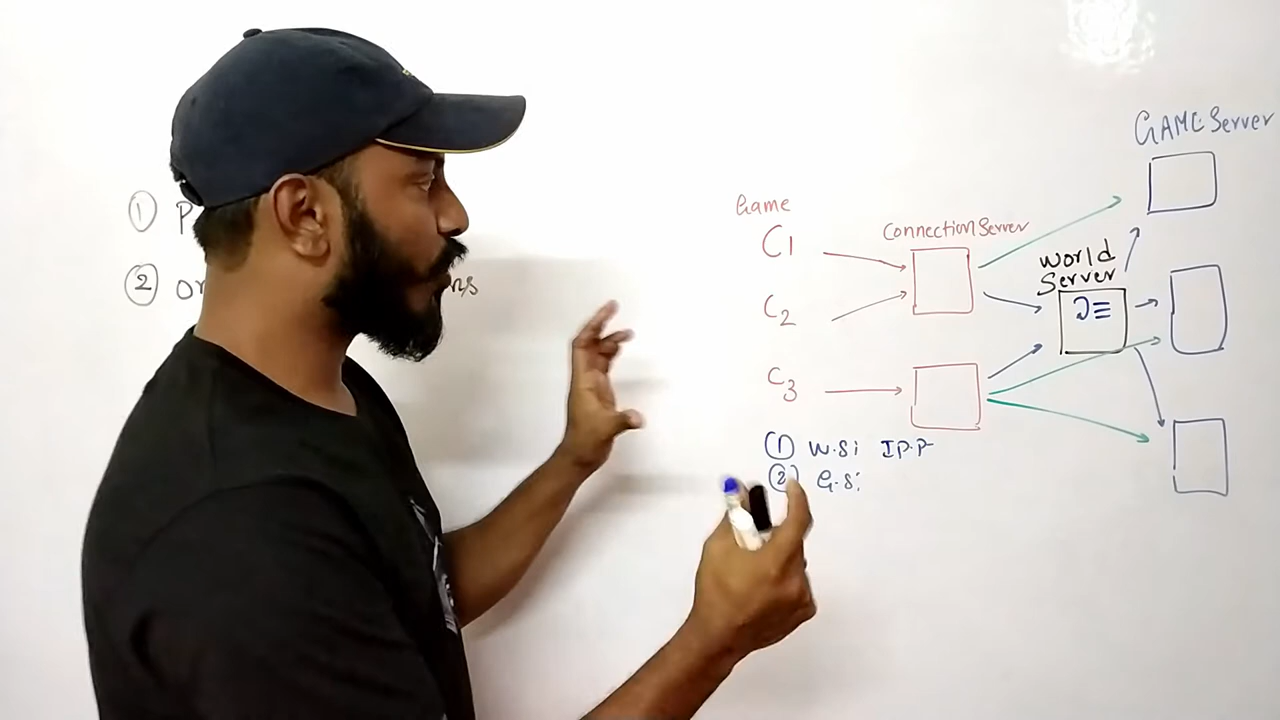 ①
②
Game
C1
C2
C3
Connection Server
World
Server
GAME Server
① W.S: IP.P
② G.S: